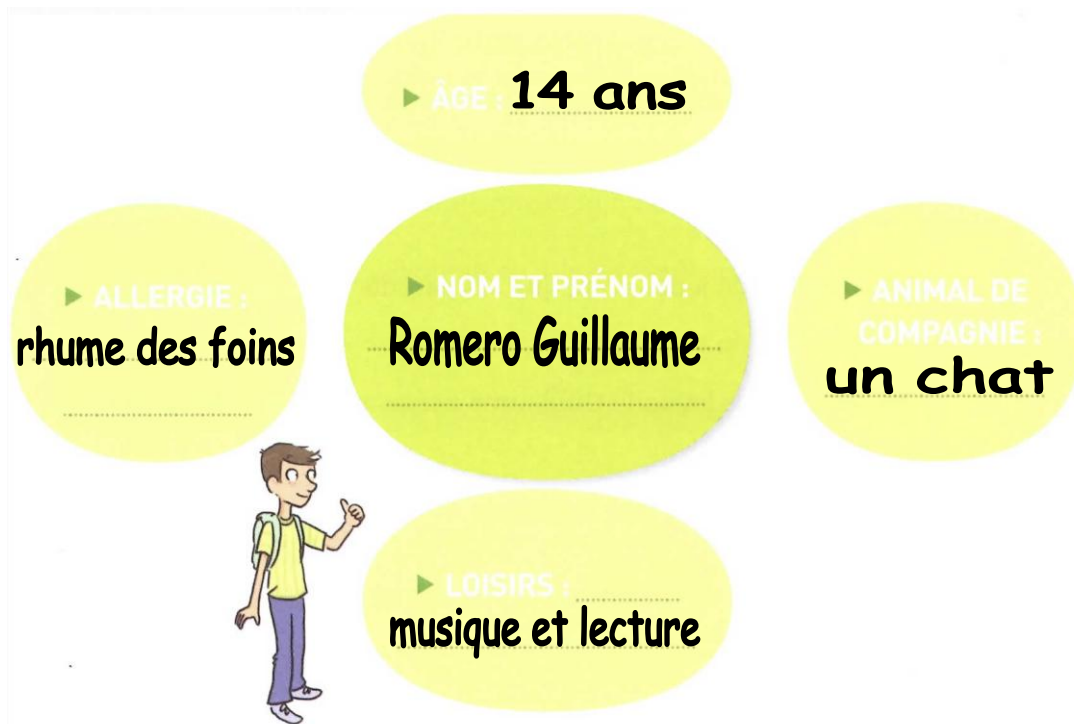 ▶ ÂGE : 14 ans
▶ ALLERGIE :
rhume des foins
▶ NOM ET PRÉNOM :
Romero Guillaume
▶ ANIMAL DE
COMPAGNIE :
un chat
▶ LOISIRS :
musique et lecture